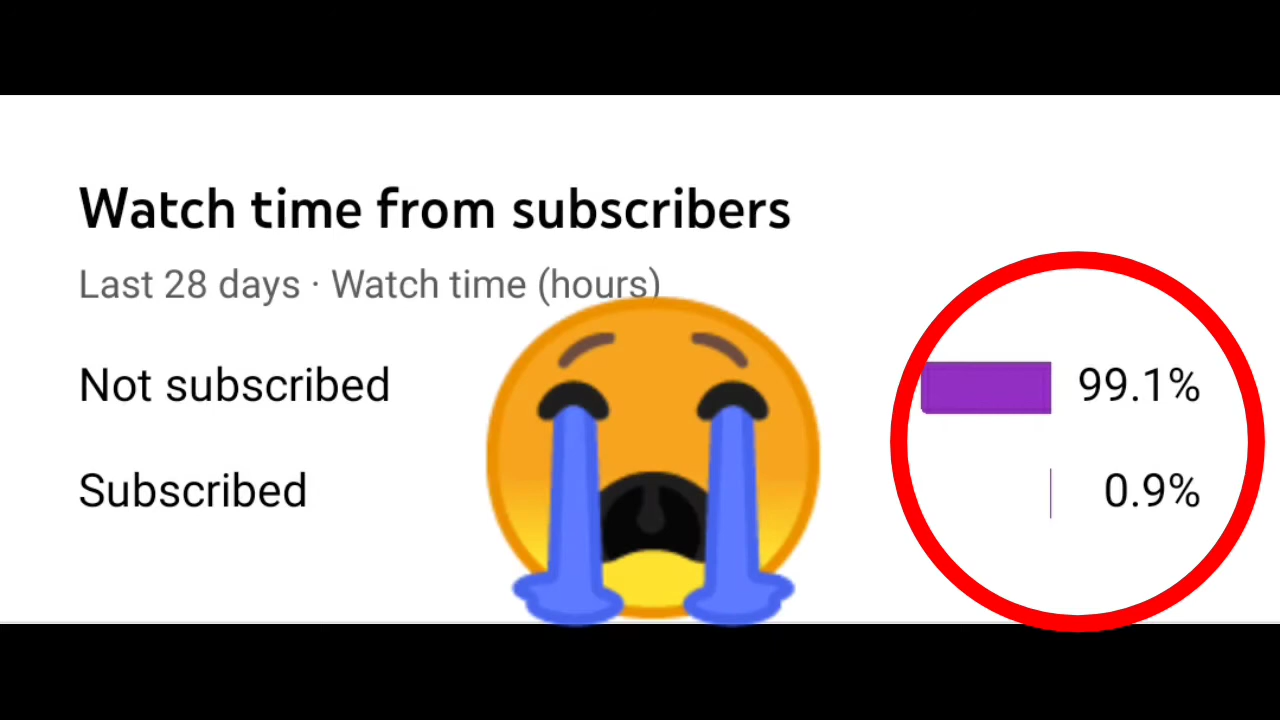 Watch time from subscribers
Last 28 days · Watch time (hours)
Not subscribed 99.1%
Subscribed 0.9%